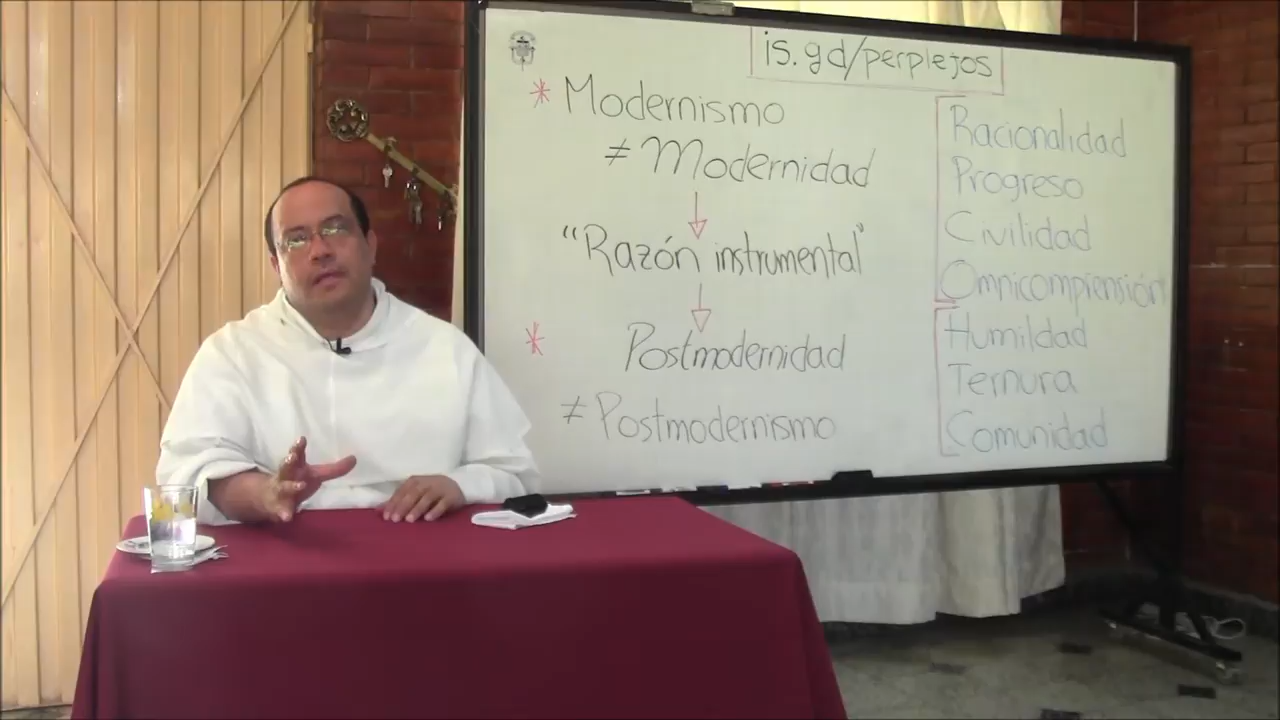 is.gd/perplejos
* Modernismo
≠ Modernidad
"Razón instrumental"
* Postmodernidad
≠ Postmodernismo
Racionalidad
Progreso
Civilidad
Omnicomprensión
Humildad
Ternura
Comunidad